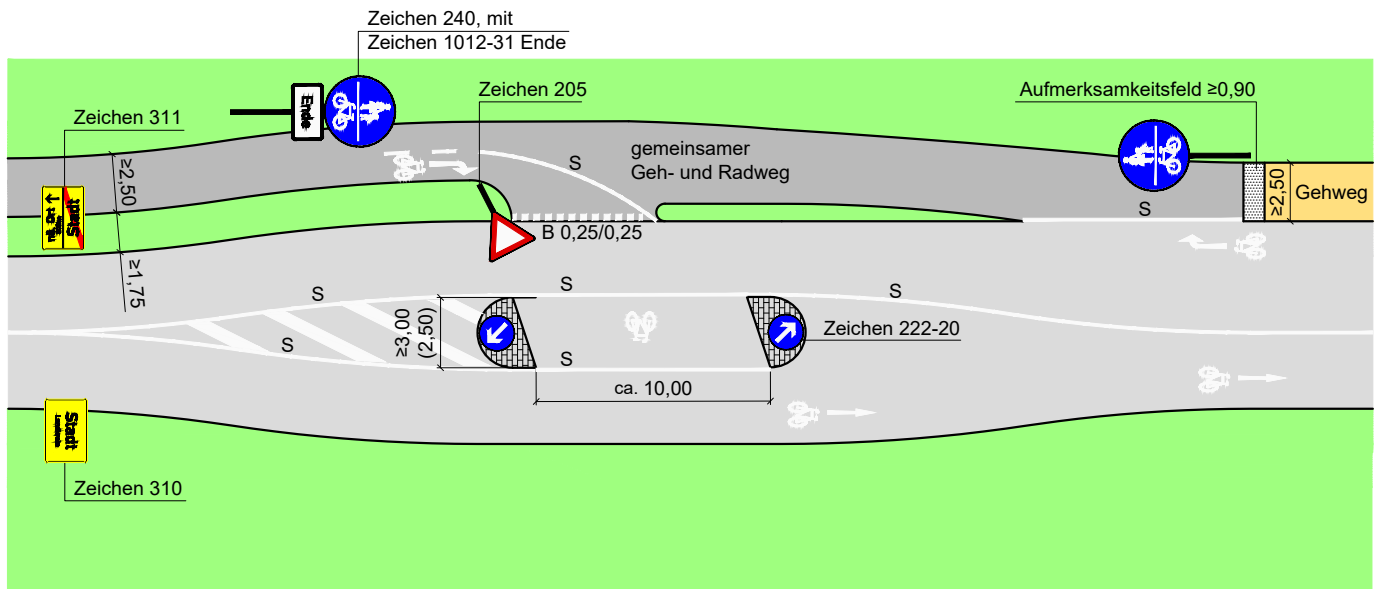 Zeichen 240, mit
Zeichen 1012-31 Ende
Zeichen 205
Aufmerksamkeitsfeld ≥0,90
Zeichen 311
Ende
S
gemeinsamer
Geh- und Radweg
≥2,50
≥2,50
Gehweg
Stadt
S
B 0,25/0,25
≥1,75
S
S
S
≥3,00
(2,50)
Zeichen 222-20
S
S
ca. 10,00
Stadt
Zeichen 310